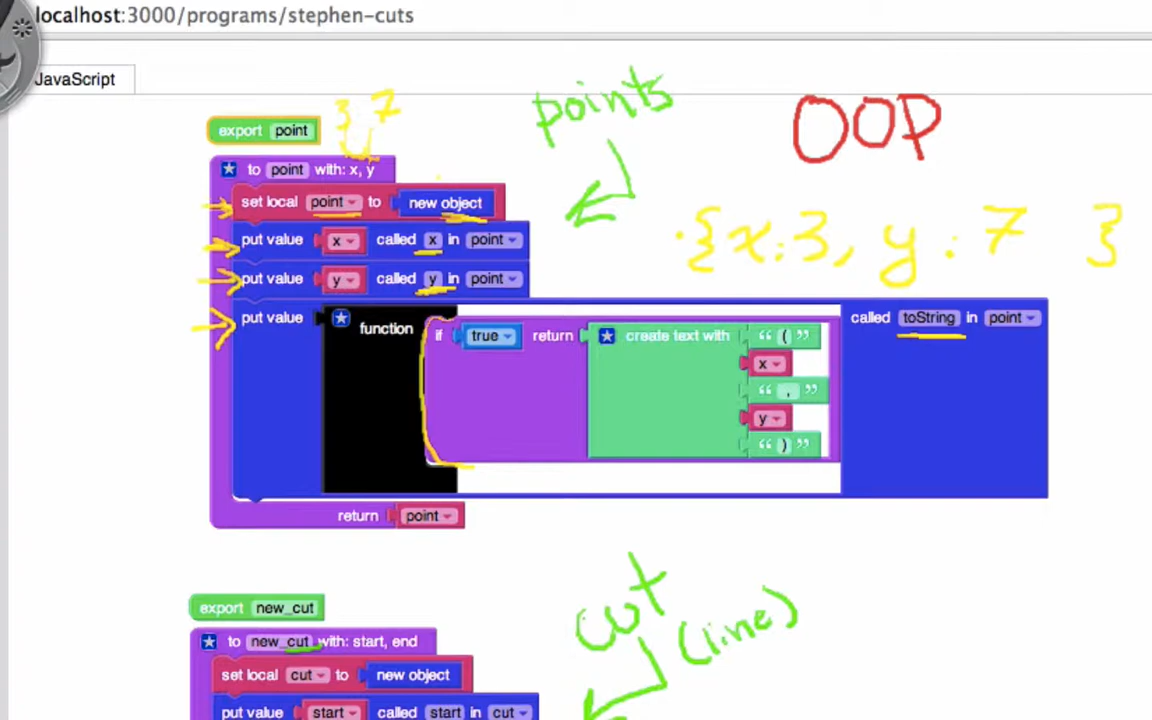 localhost:3000/programs/stephen-cuts
JavaScript
points
OOP
3 7
export point
to point with: x, y
set local point to new object
put value x called x in point
{x:3, y:7 }
put value y called y in point
put value function if true return create text with “ ( ” called toString in point
x
“ , ”
y
“ ) ”
return point
cut
(line)
export new_cut
to new_cut with: start, end
set local cut to new object
put value start called start in cut